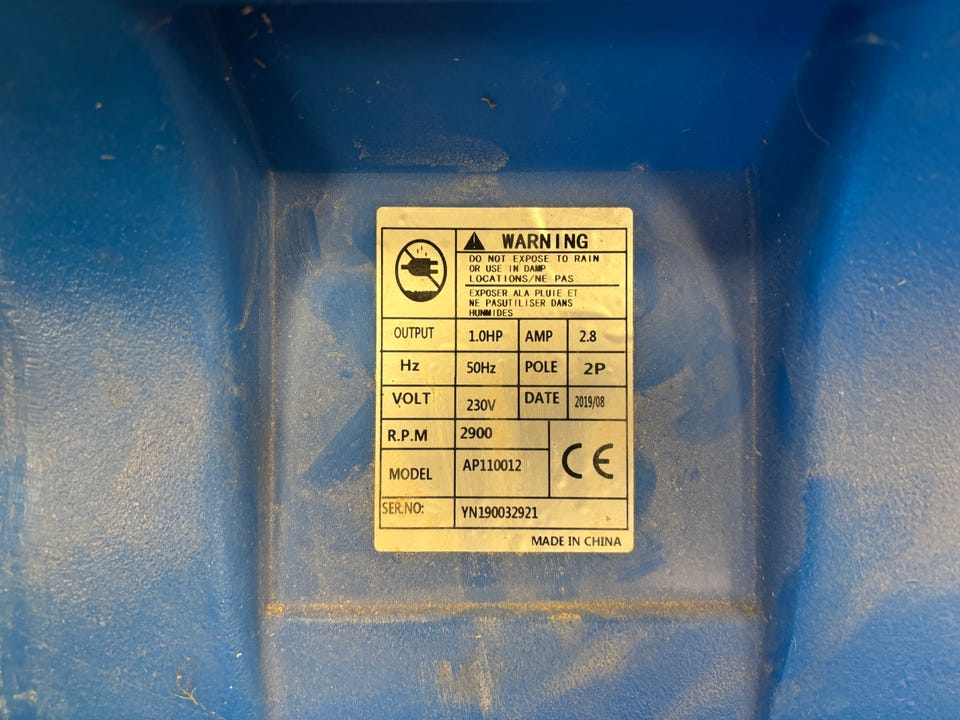 WARNING
DO NOT EXPOSE TO RAIN
OR USE IN DAMP
LOCATIONS/NE PAS
EXPOSER ALA PLUIE ET
NE PASUTILISER DANS
HUNMIDES
OUTPUT 1.0HP AMP 2.8
Hz 50Hz POLE 2P
VOLT 230V DATE 2019/08
R.P.M 2900
MODEL AP110012 CE
SER.NO: YN190032921
MADE IN CHINA